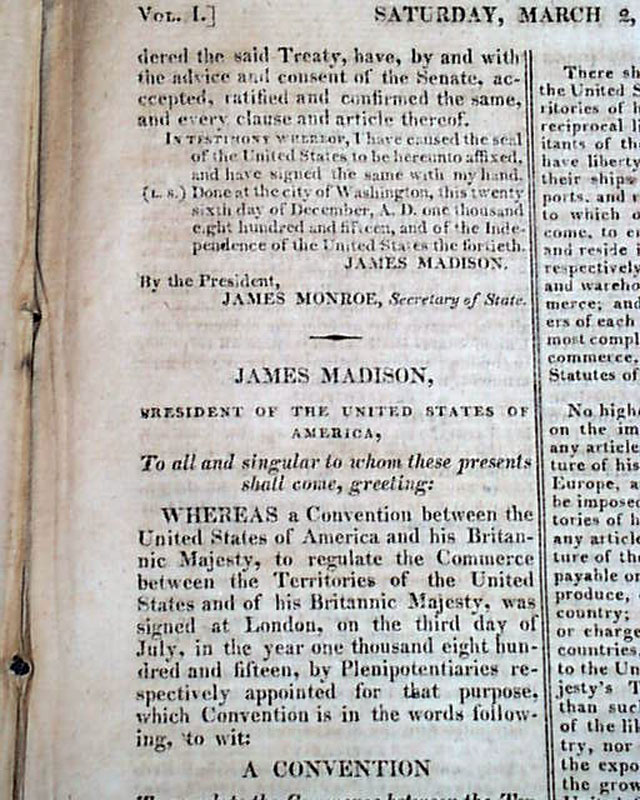 VOL. I.] SATURDAY, MARCH 2,
dered the said Treaty, have, by and with
the advice and consent of the Senate, ac-
ccepted, ratified and confirmed the same,
and every clause and article thereof.
IN TESTIMONY WHEREOF, I have caused the seal
of the United States to be hereunto affixed,
and have signed the same with my hand.
(L. S.) Done at the city of Washington, this twenty
sixth day of December, A. D. one thousand
eight hundred and fifteen, and of the Inde-
pendence of the United States the fortieth.
JAMES MADISON.
By the President,
JAMES MONROE, Secretary of State.
JAMES MADISON,
PRESIDENT OF THE UNITED STATES OF
AMERICA,
To all and singular to whom these presents
shall come, greeting:
WHEREAS a Convention between the
United States of America and his Britan-
nic Majesty, to regulate the Commerce
between the Territories of the United
States and of his Britannic Majesty, was
signed at London, on the third day of
July, in the year one thousand eight hun-
dred and fifteen, by Plenipotentiaries re-
spectively appointed for that purpose,
which Convention is in the words follow-
ing, to wit:
A CONVENTION
There sh
the United S
ritories of h
reciprocal li
itants of the
have liberty
their ships
ports, and r
to which o
come, to e
and reside i
respectively
and wareho
merce; and
ers of each
most compl
commerce,
Statutes of
No highe
on the im
any article
ture of his
Europe, a
be imposed
tories of h
any article
ture of the
payable on
produce,
country;
or charge
countries,
to the Un
jesty's T
than suc
of the lil
try, nor
the expo
the grow